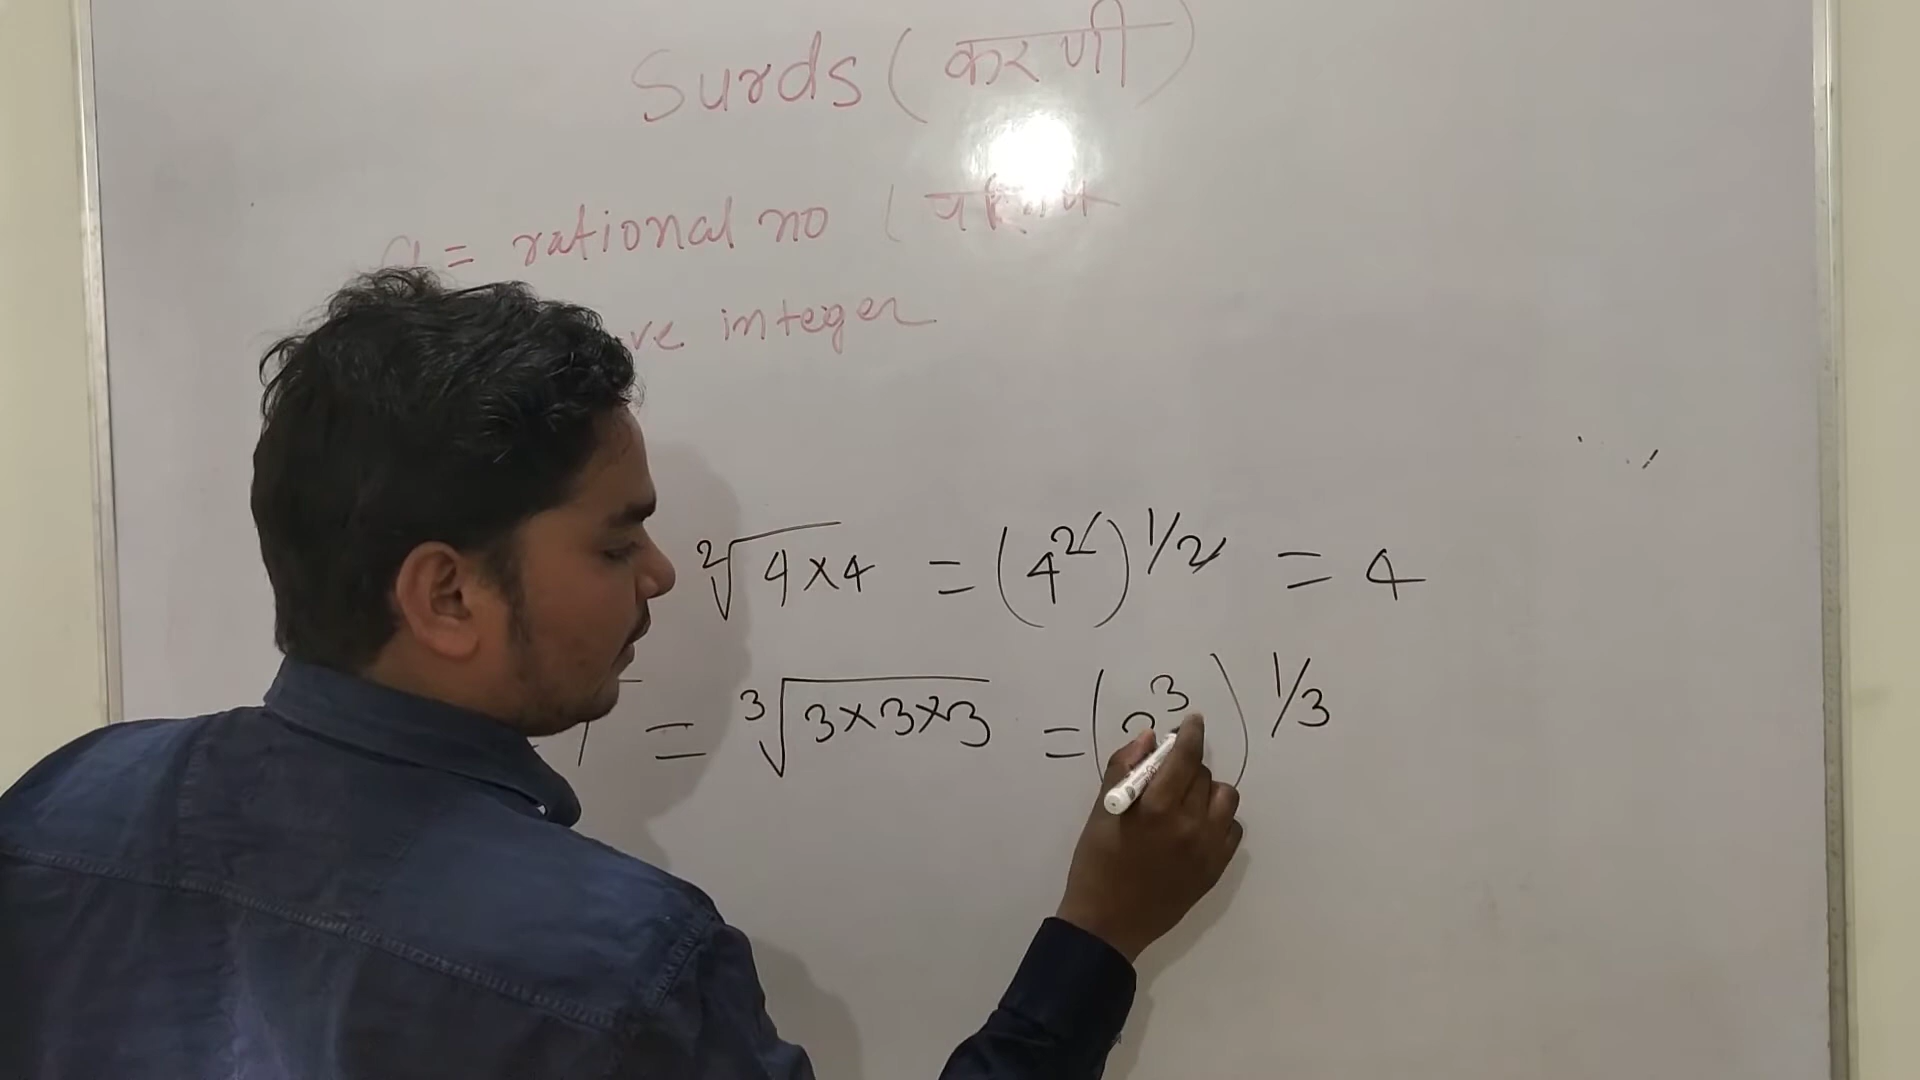 Surds (करणी)
a = rational no (
ve integer
²√4×4 = (4²)^1/2 = 4
= ³√3×3×3 = (3³)^1/3